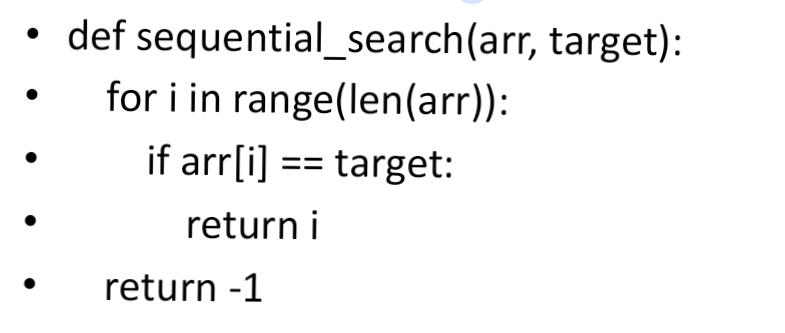 • def sequential_search(arr, target):
•    for i in range(len(arr)):
•       if arr[i] == target:
•          return i
•    return -1